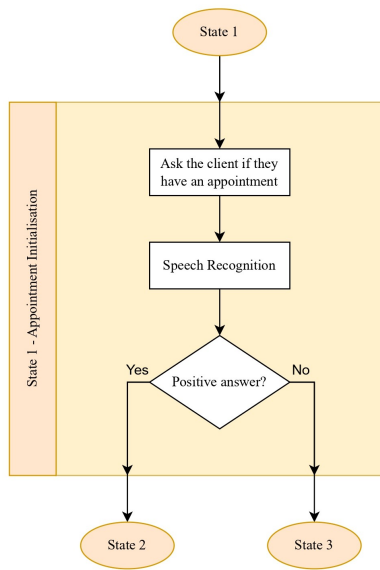 State 1
State 1 - Appointment Initialisation
Ask the client if they
have an appointment
Speech Recognition
Positive answer?
Yes
No
State 2
State 3